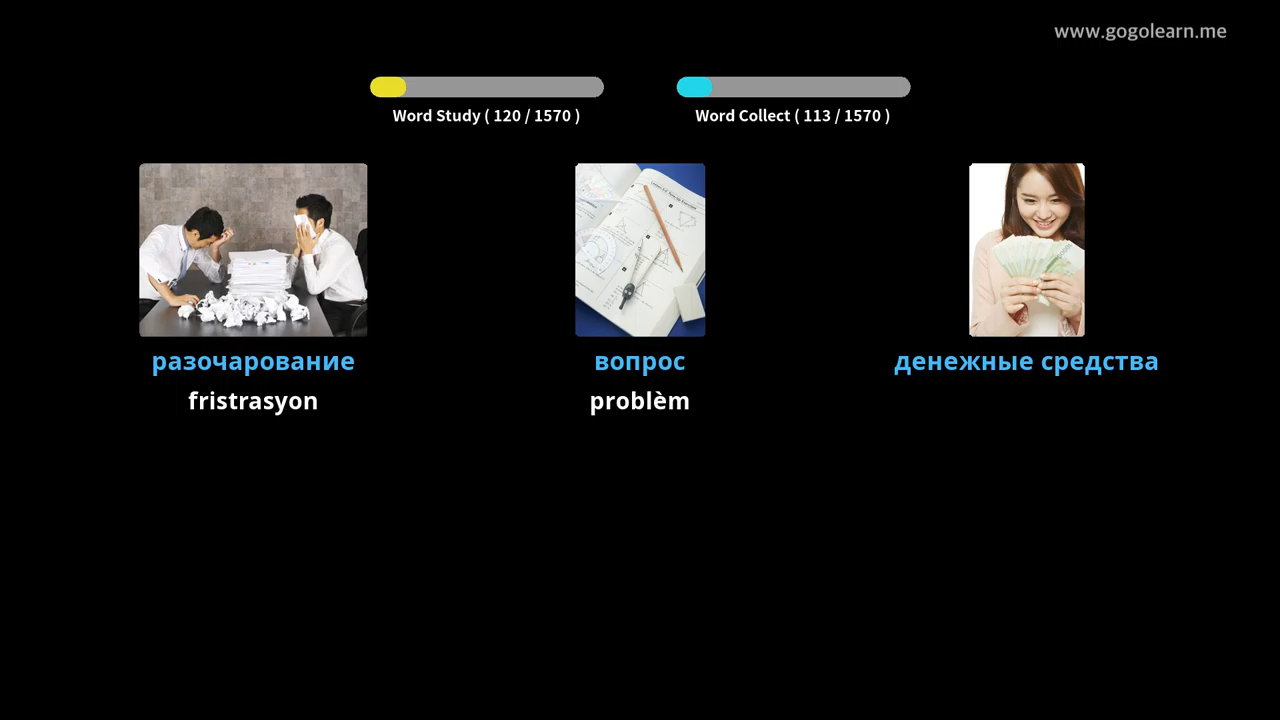 www.gogolearn.me
Word Study ( 120 / 1570 )
Word Collect ( 113 / 1570 )
разочарование
вопрос
денежные средства
fristrasyon
problèm